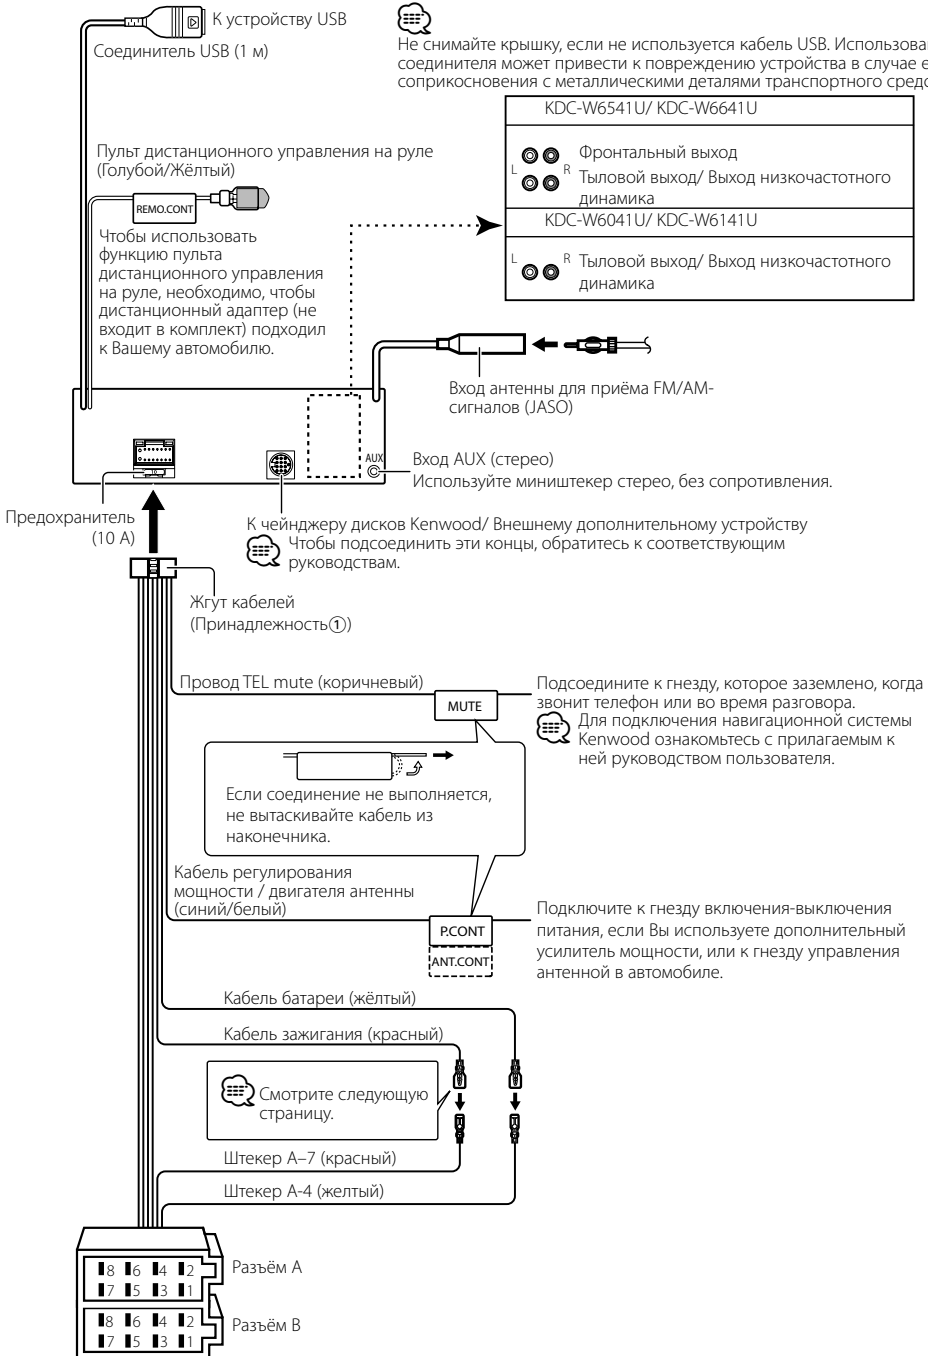 К устройству USB
Соединитель USB (1 м)
Не снимайте крышку, если не используется кабель USB.
соединителя может привести к повреждению устройства в случае
соприкосновения с металлическими деталями транспортного
KDC-W6541U/ KDC-W6641U
Фронтальный выход
L R
Тыловой выход/ Выход низкочастотного
динамика
KDC-W6041U/ KDC-W6141U
L R
Тыловой выход/ Выход низкочастотного
динамика
Пульт дистанционного управления на руле
(Голубой/Жёлтый)
REMO.CONT
Чтобы использовать
функцию пульта
дистанционного управления
на руле, необходимо, чтобы
дистанционный адаптер (не
входит в комплект) подходил
к Вашему автомобилю.
Вход антенны для приёма FM/AM-
сигналов (JASO)
AUX
Вход AUX (стерео)
Используйте миништекер стерео, без сопротивления.
Предохранитель
(10 A)
К чейнджеру дисков Kenwood/ Внешнему дополнительному устройству
Чтобы подсоединить эти концы, обратитесь к соответствующим
руководствам.
Жгут кабелей
(Принадлежность①)
Провод TEL mute (коричневый)
MUTE
Подсоедините к гнезду, которое заземлено, когда
звонит телефон или во время разговора.
Для подключения навигационной системы
Kenwood ознакомьтесь с прилагаемым к
ней руководством пользователя.
Если соединение не выполняется,
не вытаскивайте кабель из
наконечника.
Кабель регулирования
мощности / двигателя антенны
(синий/белый)
P.CONT
ANT.CONT
Подключите к гнезду включения-выключения
питания, если Вы используете дополнительный
усилитель мощности, или к гнезду управления
антенной в автомобиле.
Кабель батареи (жёлтый)
Кабель зажигания (красный)
Смотрите следующую
страницу.
Штекер A–7 (красный)
Штекер A-4 (желтый)
8 6 4 2
7 5 3 1
Разъём A
8 6 4 2
7 5 3 1
Разъём B